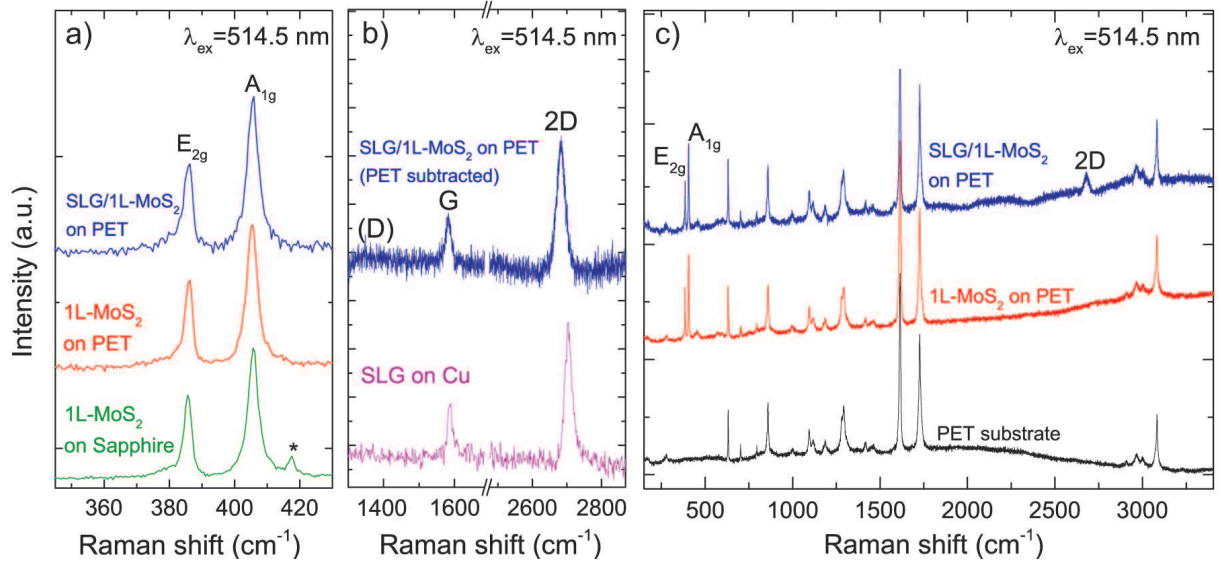 a)
λex=514.5 nm
A1g
E2g
SLG/1L-MoS2
on PET
1L-MoS2
on PET
1L-MoS2
on Sapphire
*
360 380 400 420
Raman shift (cm-1)
Intensity (a.u.)
b)
λex=514.5 nm
2D
SLG/1L-MoS2 on PET
(PET subtracted)
G
(D)
SLG on Cu
1400 1600 2600 2800
Raman shift (cm-1)
c)
λex=514.5 nm
A1g
E2g
SLG/1L-MoS2
on PET
2D
1L-MoS2 on PET
PET substrate
500 1000 1500 2000 2500 3000
Raman shift (cm-1)